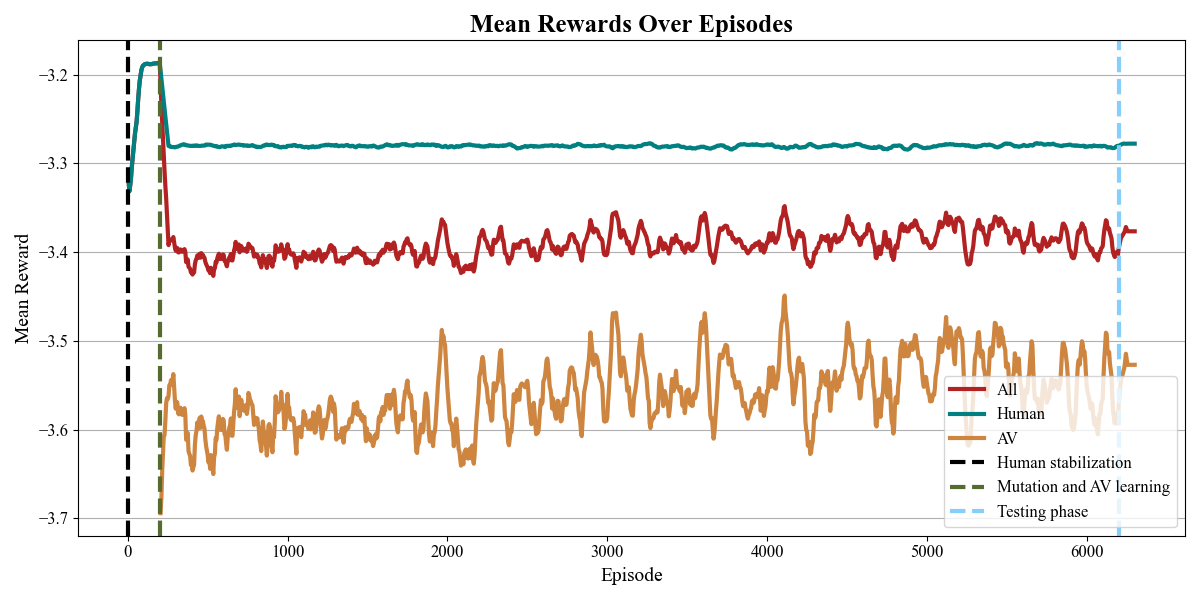 Mean Rewards Over Episodes
Mean Reward
−3.2
−3.3
−3.4
−3.5
−3.6
−3.7
All
Human
AV
Human stabilization
Mutation and AV learning
Testing phase
0 1000 2000 3000 4000 5000 6000
Episode